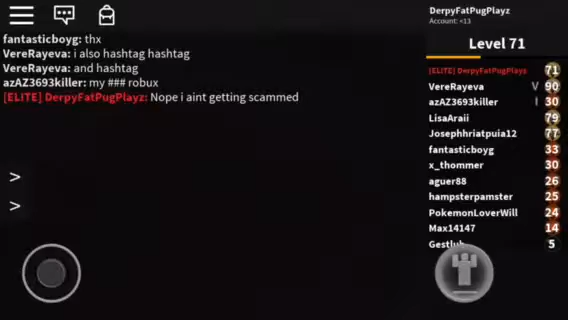 DerpyFatPugPlayz
Account: <13
fantasticboyg: thx
VereRayeva: i also hashtag hashtag
VereRayeva: and hashtag
azAZ3693killer: my ### robux
[ELITE] DerpyFatPugPlayz: Nope i aint getting scammed
Level 71
[ELITE] DerpyFatPugPlayz 71
VereRayeva V 90
azAZ3693killer I 30
LisaAraii 79
Josephhriatpuia12 77
fantasticboyg 33
x_thommer 30
aguer88 26
hampsterpamster 25
PokemonLoverWill 24
Max14147 14
5
>
>